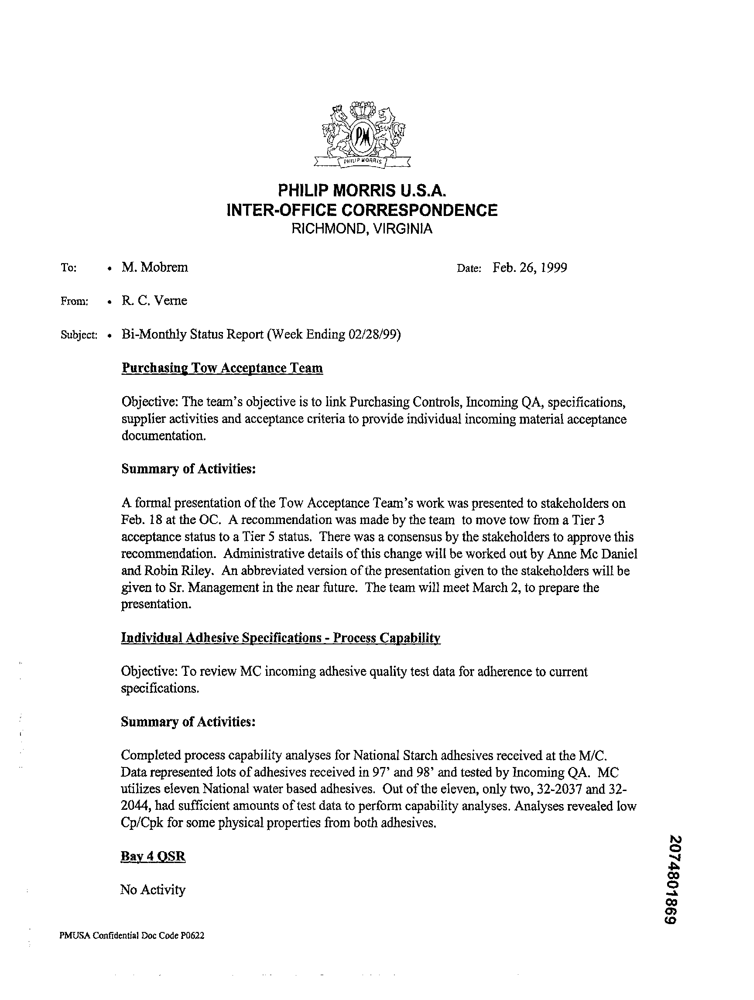 PM
PHILIP MORRIS
PHILIP MORRIS U.S.A.
INTER-OFFICE CORRESPONDENCE
RICHMOND, VIRGINIA
To: • M. Mobrem Date: Feb. 26, 1999
From: • R. C. Verne
Subject: • Bi-Monthly Status Report (Week Ending 02/28/99)
Purchasing Tow Acceptance Team
Objective: The team's objective is to link Purchasing Controls, Incoming QA, specifications,
supplier activities and acceptance criteria to provide individual incoming material acceptance
documentation.
Summary of Activities:
A formal presentation of the Tow Acceptance Team's work was presented to stakeholders on
Feb. 18 at the OC. A recommendation was made by the team to move tow from a Tier 3
acceptance status to a Tier 5 status. There was a consensus by the stakeholders to approve this
recommendation. Administrative details of this change will be worked out by Anne Mc Daniel
and Robin Riley. An abbreviated version of the presentation given to the stakeholders will be
given to Sr. Management in the near future. The team will meet March 2, to prepare the
presentation.
Individual Adhesive Specifications - Process Capability
Objective: To review MC incoming adhesive quality test data for adherence to current
specifications.
Summary of Activities:
Completed process capability analyses for National Starch adhesives received at the M/C.
Data represented lots of adhesives received in 97' and 98' and tested by Incoming QA. MC
utilizes eleven National water based adhesives. Out of the eleven, only two, 32-2037 and 32-
2044, had sufficient amounts of test data to perform capability analyses. Analyses revealed low
Cp/Cpk for some physical properties from both adhesives.
Bay 4 QSR
No Activity
PMUSA Confidential Doc Code P0622
2074801869